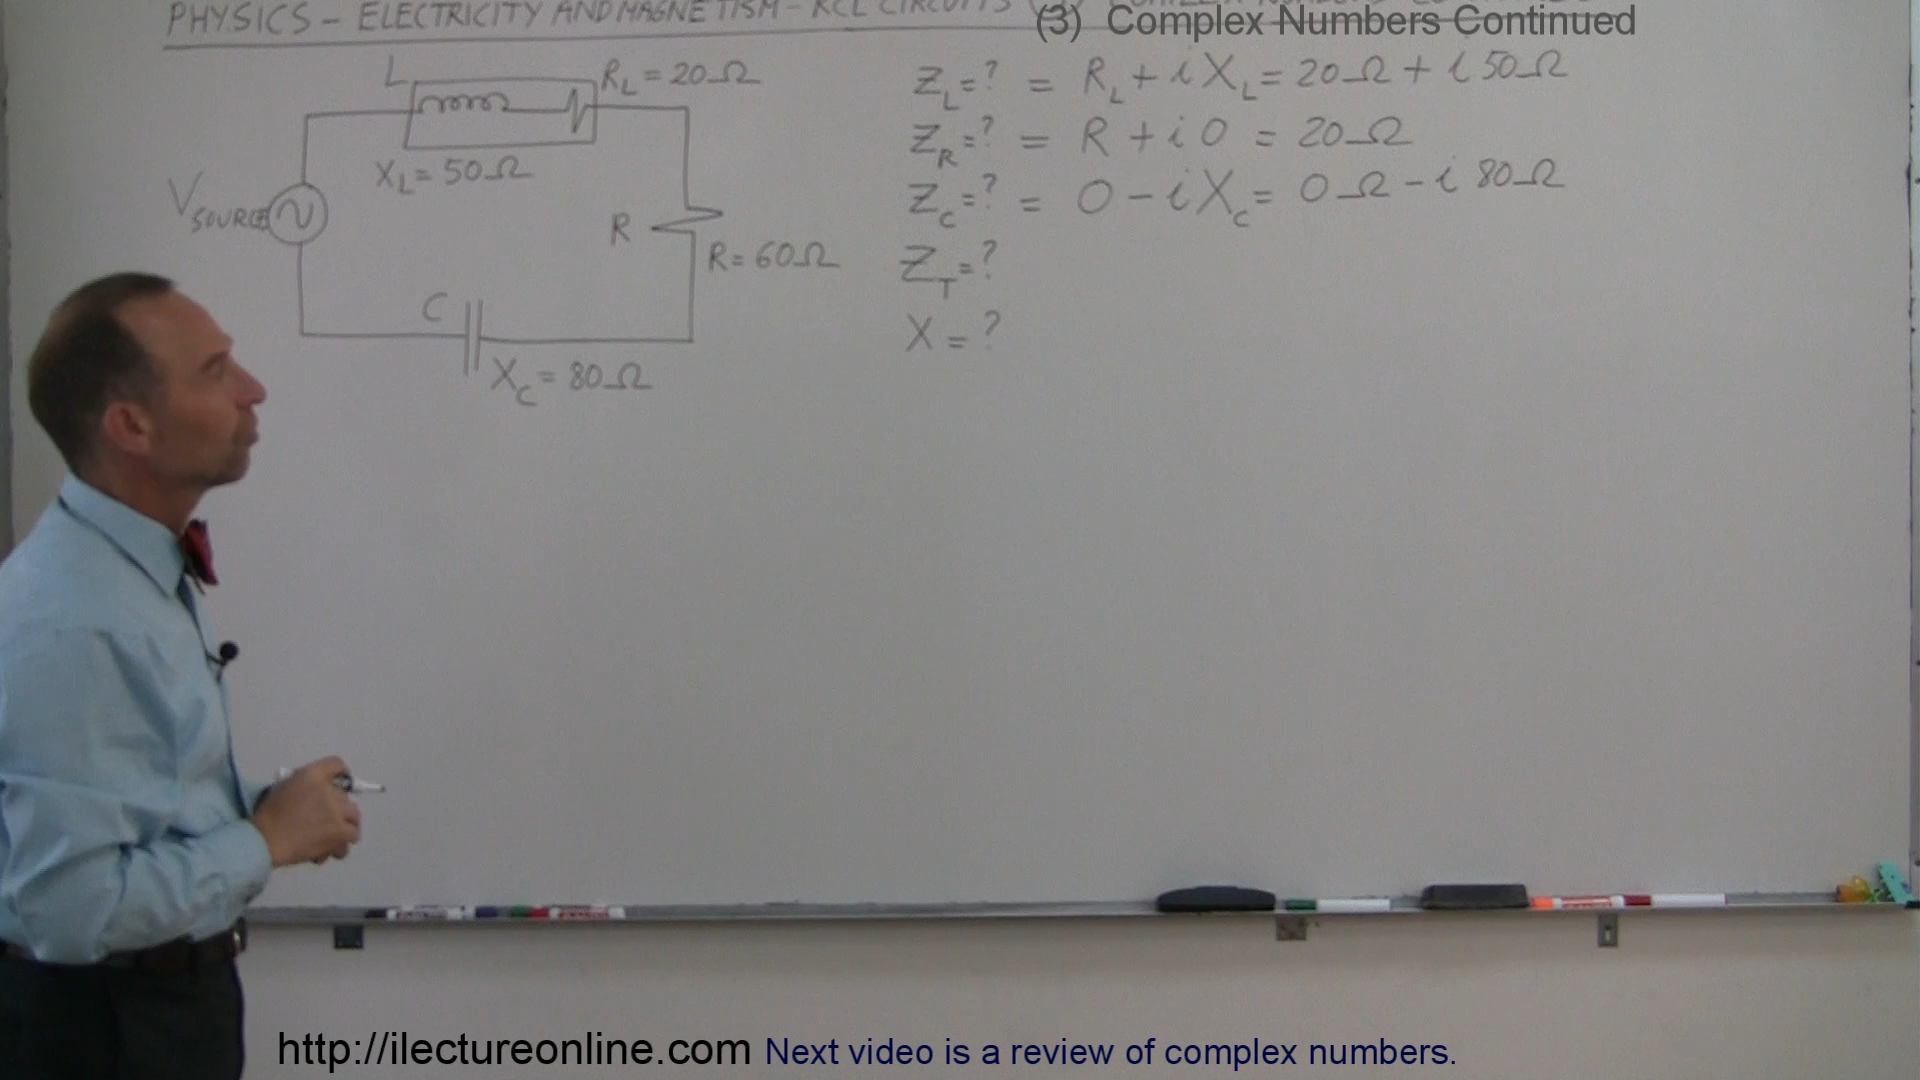 PHYSICS - ELECTRICITY AND MAGNETISM - RCL CIRCUITS
(3) Complex Numbers Continued
L
R_L = 20Ω
X_L = 50Ω
V_SOURCE
R
R = 60Ω
C
X_C = 80Ω
Z_L = ? = R_L + i X_L = 20Ω + i 50Ω
Z_R = ? = R + i 0 = 20Ω
Z_C = ? = 0 - i X_C = 0Ω - i 80Ω
Z_T = ?
X = ?
http://ilectureonline.com Next video is a review of complex numbers.